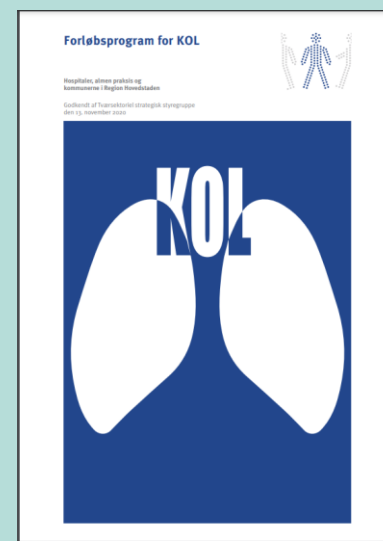 Forløbsprogram for KOL
Hospitaler, almen praksis og
kommunerne i Region Hovedstaden
Godkendt af Tværsektoriel strategisk styregruppe
den 13. november 2020
KOL